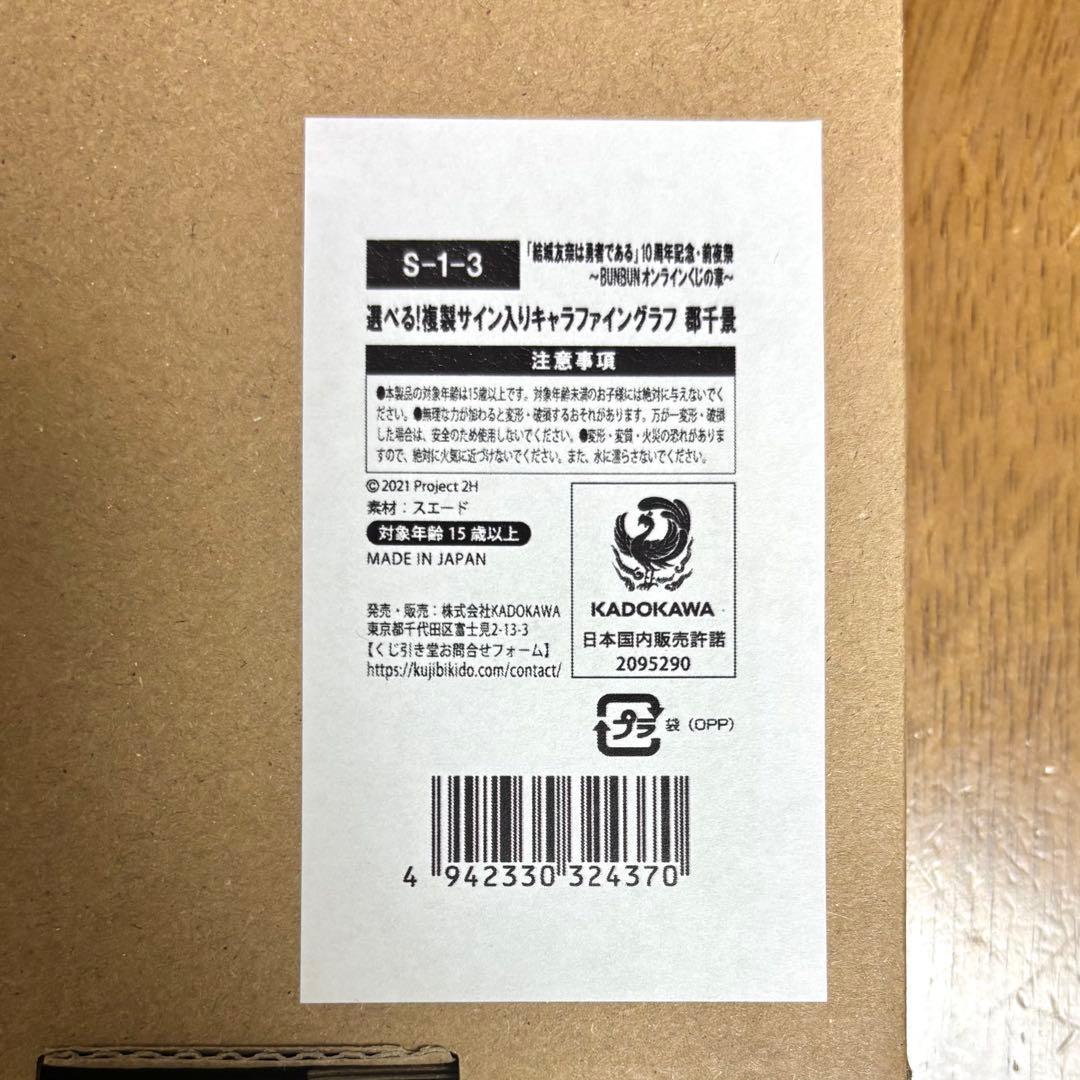 S-1-3
「結城友奈は勇者である」10周年記念・前夜祭
～BUNBUNオンラインくじの章～
選べる!複製サイン入りキャラファイングラフ 郡千景
注意事項
●本製品の対象年齢は15歳以上です。対象年齢未満のお子様には絶対に与えないでく
ださい。●無理な力が加わると変形・破損するおそれがあります。万が一変形・破損
した場合は、安全のため使用しないでください。●変形・変質・火災の恐れがありま
すので、絶対に火気に近づけないでください。また、水に濡らさないでください。
©2021 Project 2H
素材：スエード
対象年齢 15 歳以上
MADE IN JAPAN
発売・販売：株式会社KADOKAWA
東京都千代田区富士見2-13-3
【くじ引き堂お問合せフォーム】
https://kujibikido.com/contact/
KADOKAWA
日本国内販売許諾
2095290
プラ
袋（OPP）
4 942330 324370